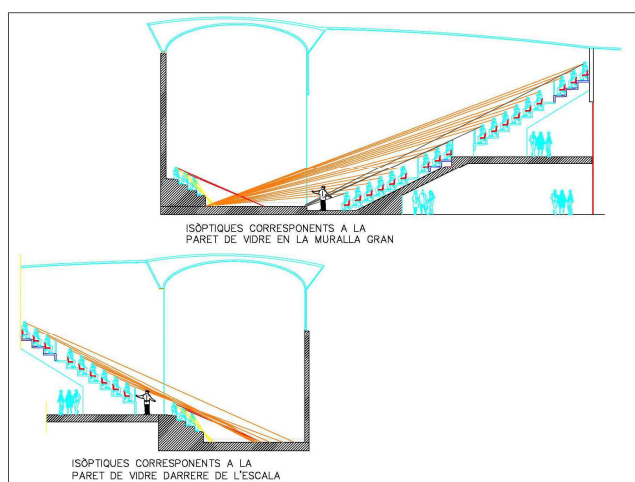 ISÒPTIQUES CORRESPONENTS A LA
PARET DE VIDRE EN LA MURALLA GRAN
ISÒPTIQUES CORRESPONENTS A LA
PARET DE VIDRE DARRERE DE L'ESCALA